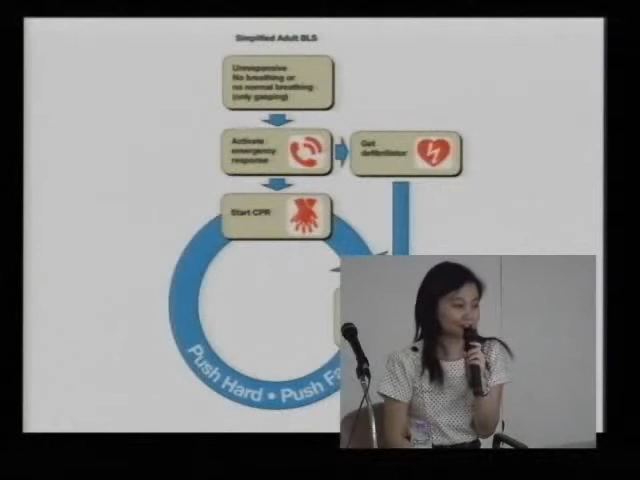 Simplified Adult BLS
Unresponsive
No breathing or
no normal breathing
(only gasping)
Activate
emergency
response
Get
defibrillator
Start CPR
Push Hard • Push